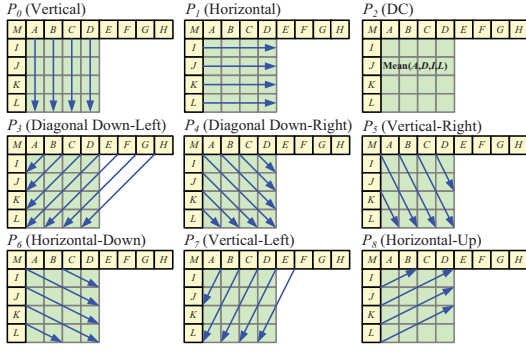 P0 (Vertical) P1 (Horizontal) P2 (DC)
M A B C D E F G H M A B C D E F G H M A B C D E F G H
I I I
J J J Mean(A,D,I,L)
K K K
L L L
P3 (Diagonal Down-Left) P4 (Diagonal Down-Right) P5 (Vertical-Right)
M A B C D E F G H M A B C D E F G H M A B C D E F G H
I I I
J J J
K K K
L L L
P6 (Horizontal-Down) P7 (Vertical-Left) P8 (Horizontal-Up)
M A B C D E F G H M A B C D E F G H M A B C D E F G H
I I I
J J J
K K K
L L L